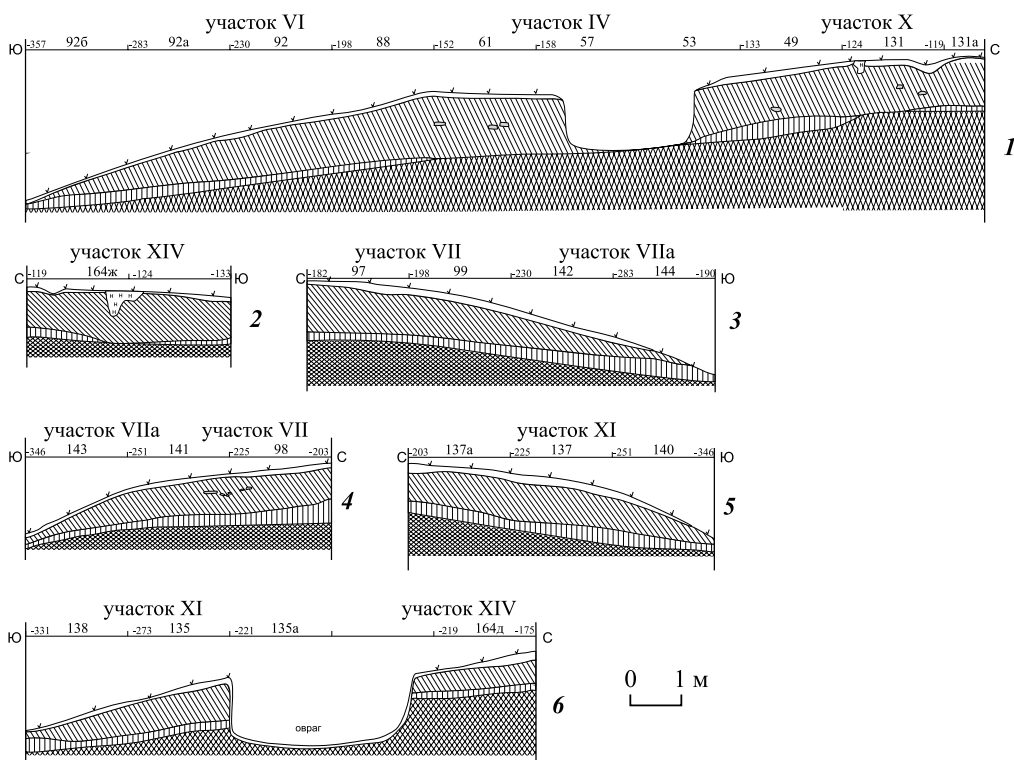 участок VI участок IV участок X
Ю -357 92б -283 92а -230 92 -198 88 -152 61 -158 57 53 -133 49 -124 131 -119 131а С
н
1
участок XIV
С -119 164ж -124 -133 Ю
н н н
н
н
2
участок VII участок VIIа
С -182 97 -198 99 -230 142 -283 144 -190 Ю
3
участок VIIа участок VII
Ю -346 143 -251 141 -225 98 -203 С
4
участок XI
С -203 137а -225 137 -251 140 -346 Ю
5
участок XI участок XIV
Ю -331 138 -273 135 -221 135а -219 164д -175 С
овраг
6
0 1 м